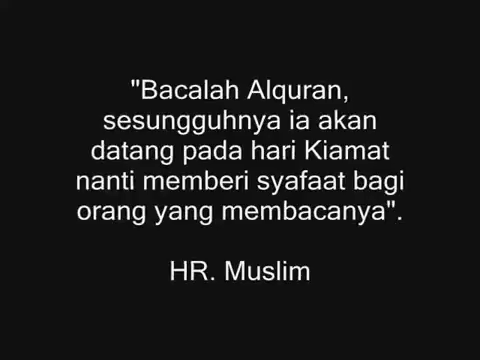 "Bacalah Alquran,
sesungguhnya ia akan
datang pada hari Kiamat
nanti memberi syafaat bagi
orang yang membacanya".
HR. Muslim